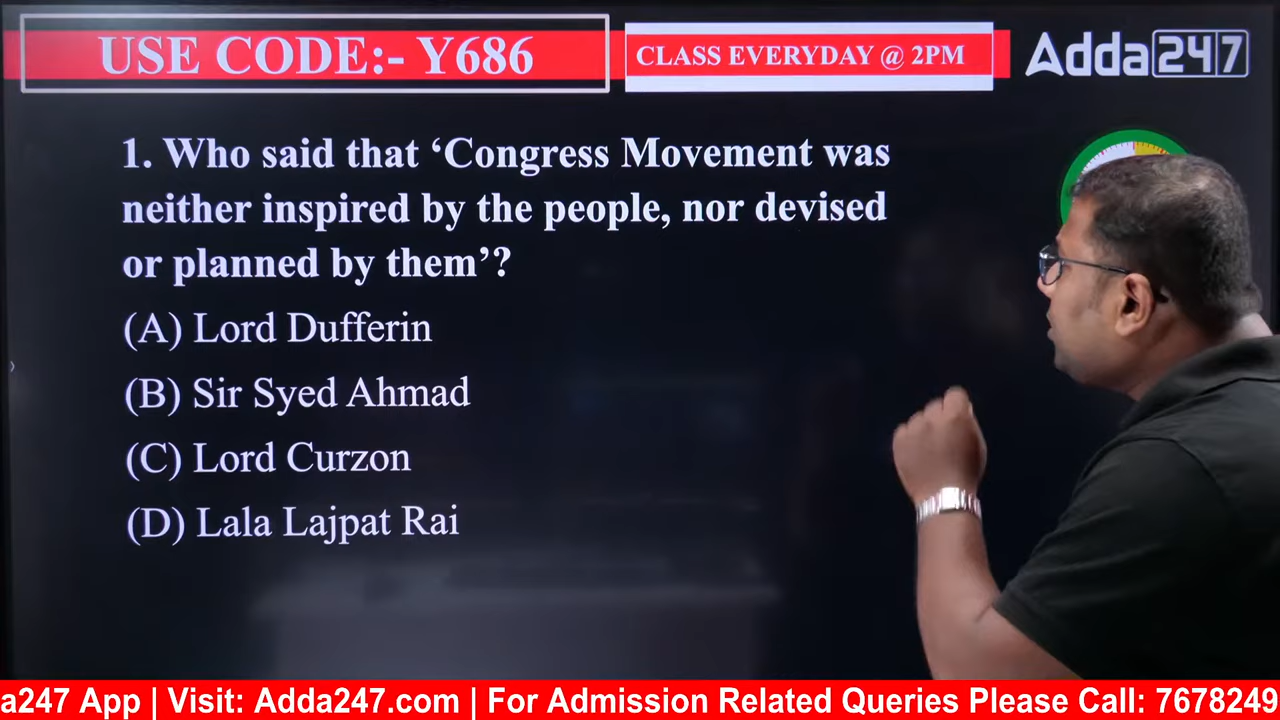 USE CODE:- Y686
CLASS EVERYDAY @ 2PM
Adda247
1. Who said that ‘Congress Movement was
neither inspired by the people, nor devised
or planned by them’?
(A) Lord Dufferin
(B) Sir Syed Ahmad
(C) Lord Curzon
(D) Lala Lajpat Rai
a247 App | Visit: Adda247.com | For Admission Related Queries Please Call: 7678249